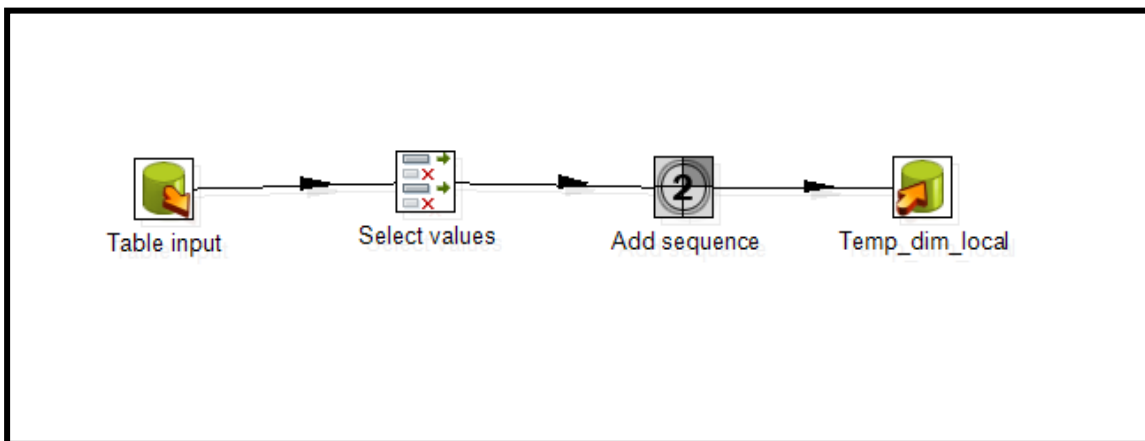 Table input
Select values
2
Add sequence
Temp_dim_local